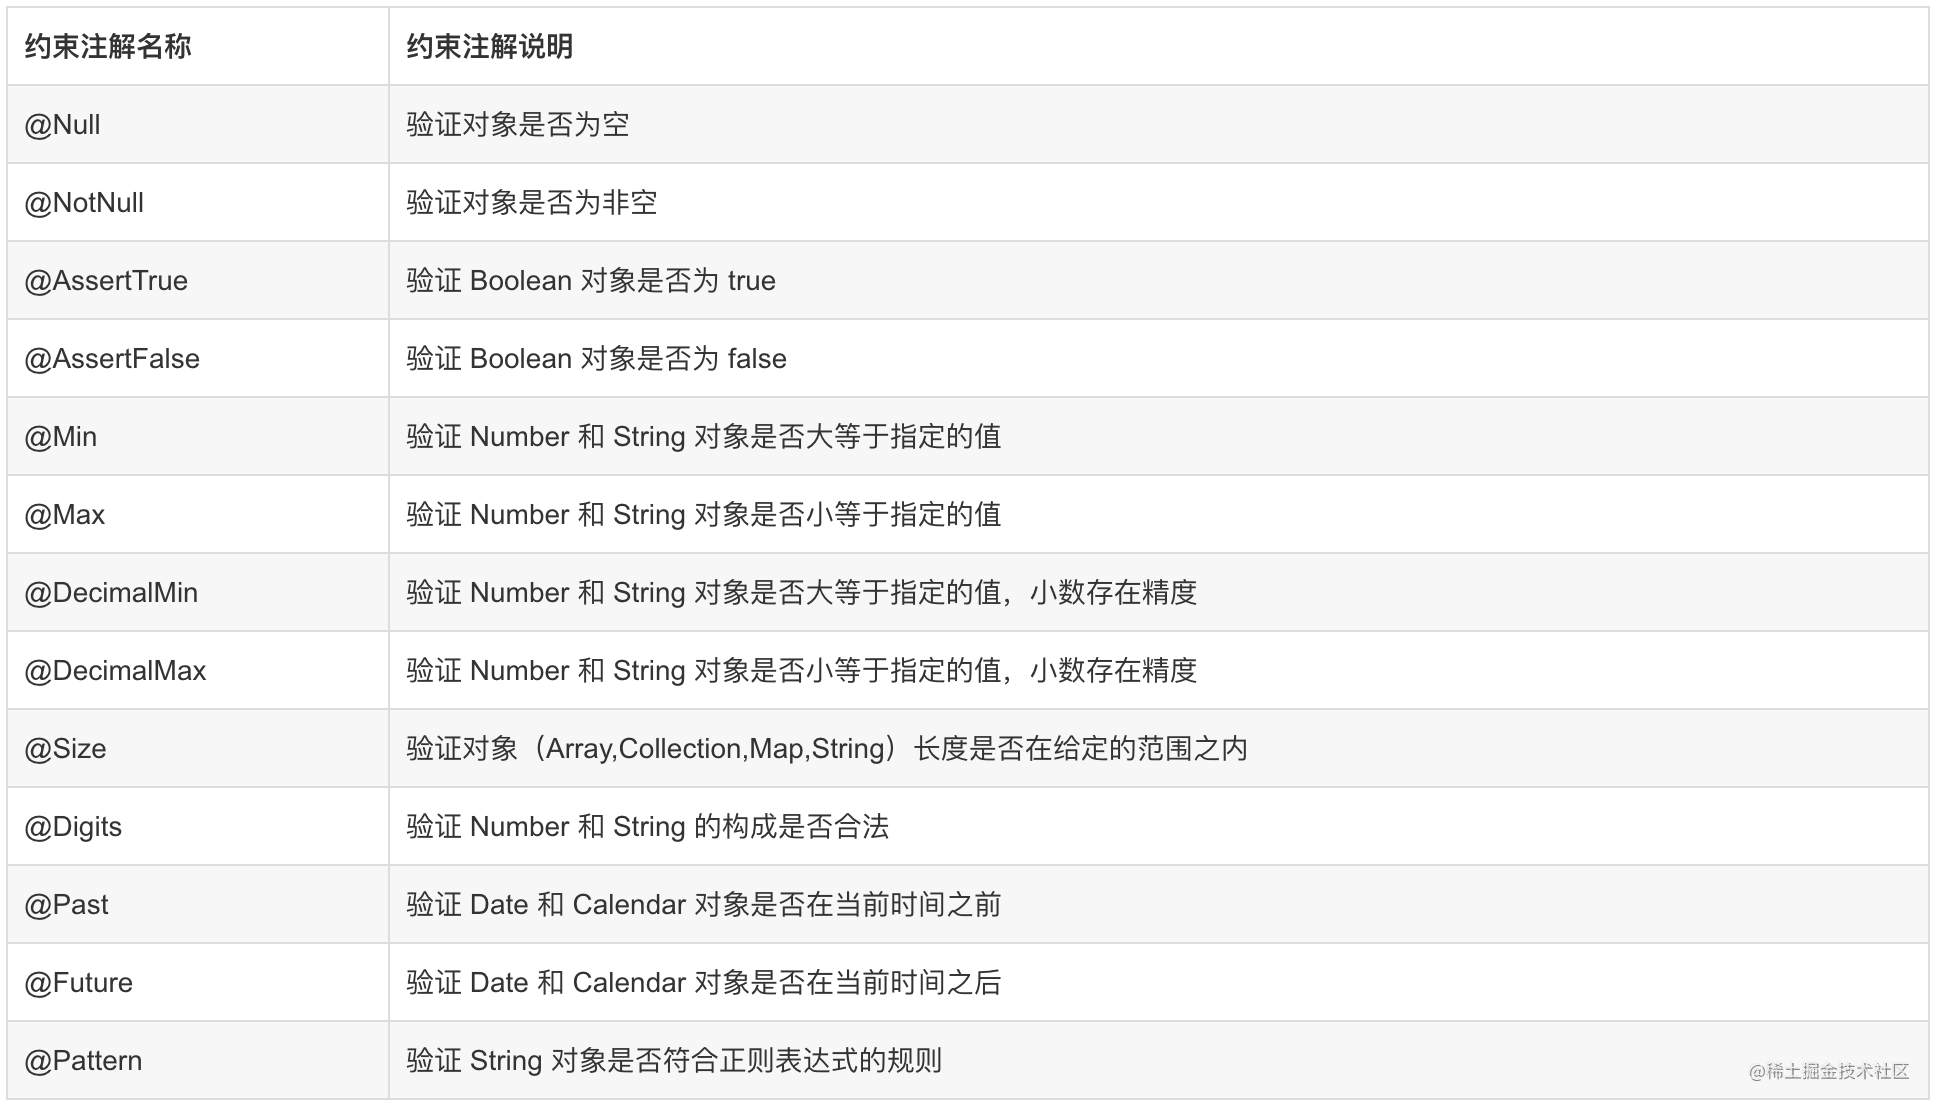 约束注解名称 约束注解说明
@Null 验证对象是否为空
@NotNull 验证对象是否为非空
@AssertTrue 验证 Boolean 对象是否为 true
@AssertFalse 验证 Boolean 对象是否为 false
@Min 验证 Number 和 String 对象是否大等于指定的值
@Max 验证 Number 和 String 对象是否小等于指定的值
@DecimalMin 验证 Number 和 String 对象是否大等于指定的值，小数存在精度
@DecimalMax 验证 Number 和 String 对象是否小等于指定的值，小数存在精度
@Size 验证对象（Array,Collection,Map,String）长度是否在给定的范围之内
@Digits 验证 Number 和 String 的构成是否合法
@Past 验证 Date 和 Calendar 对象是否在当前时间之前
@Future 验证 Date 和 Calendar 对象是否在当前时间之后
@Pattern 验证 String 对象是否符合正则表达式的规则
@稀土掘金技术社区